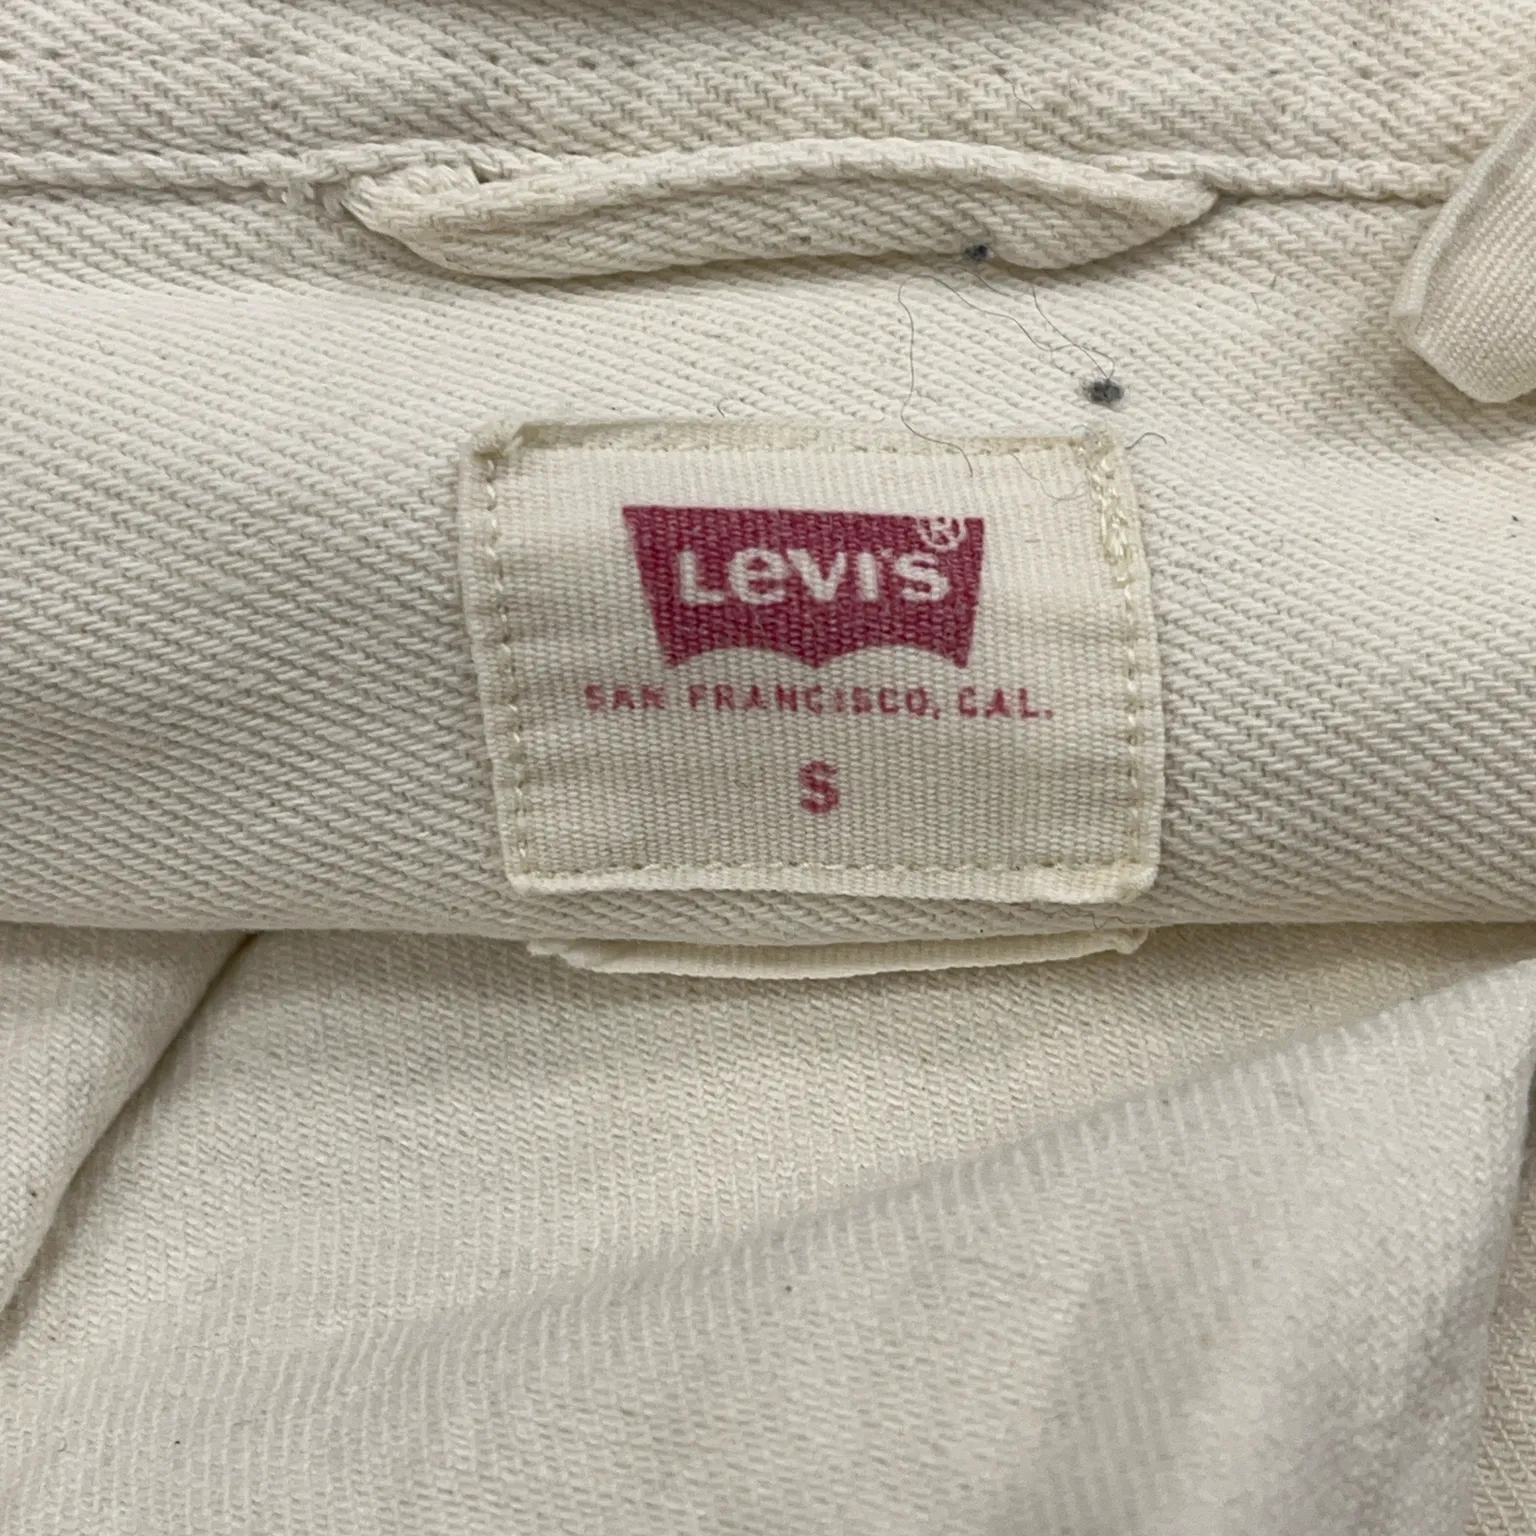 Levi's®
SAN FRANCISCO, CAL.
S